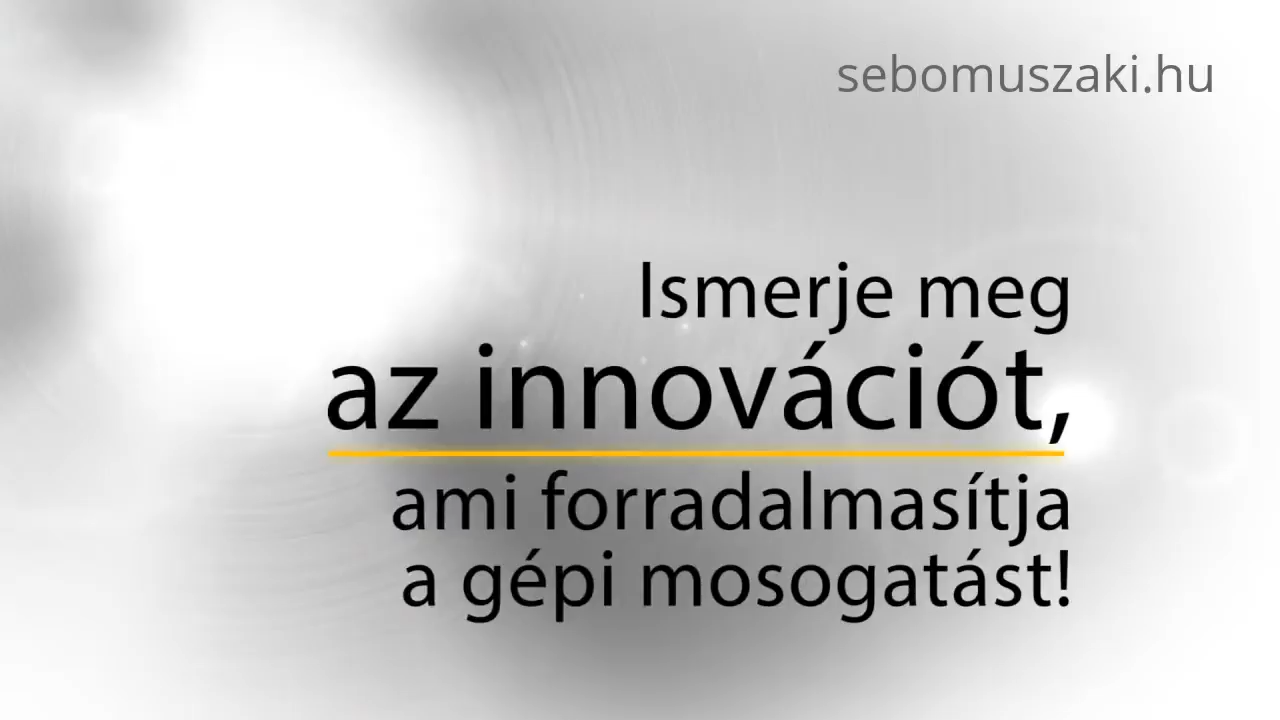 sebomuszaki.hu
Ismerje meg
az innovációt,
ami forradalmasítja
a gépi mosogatást!